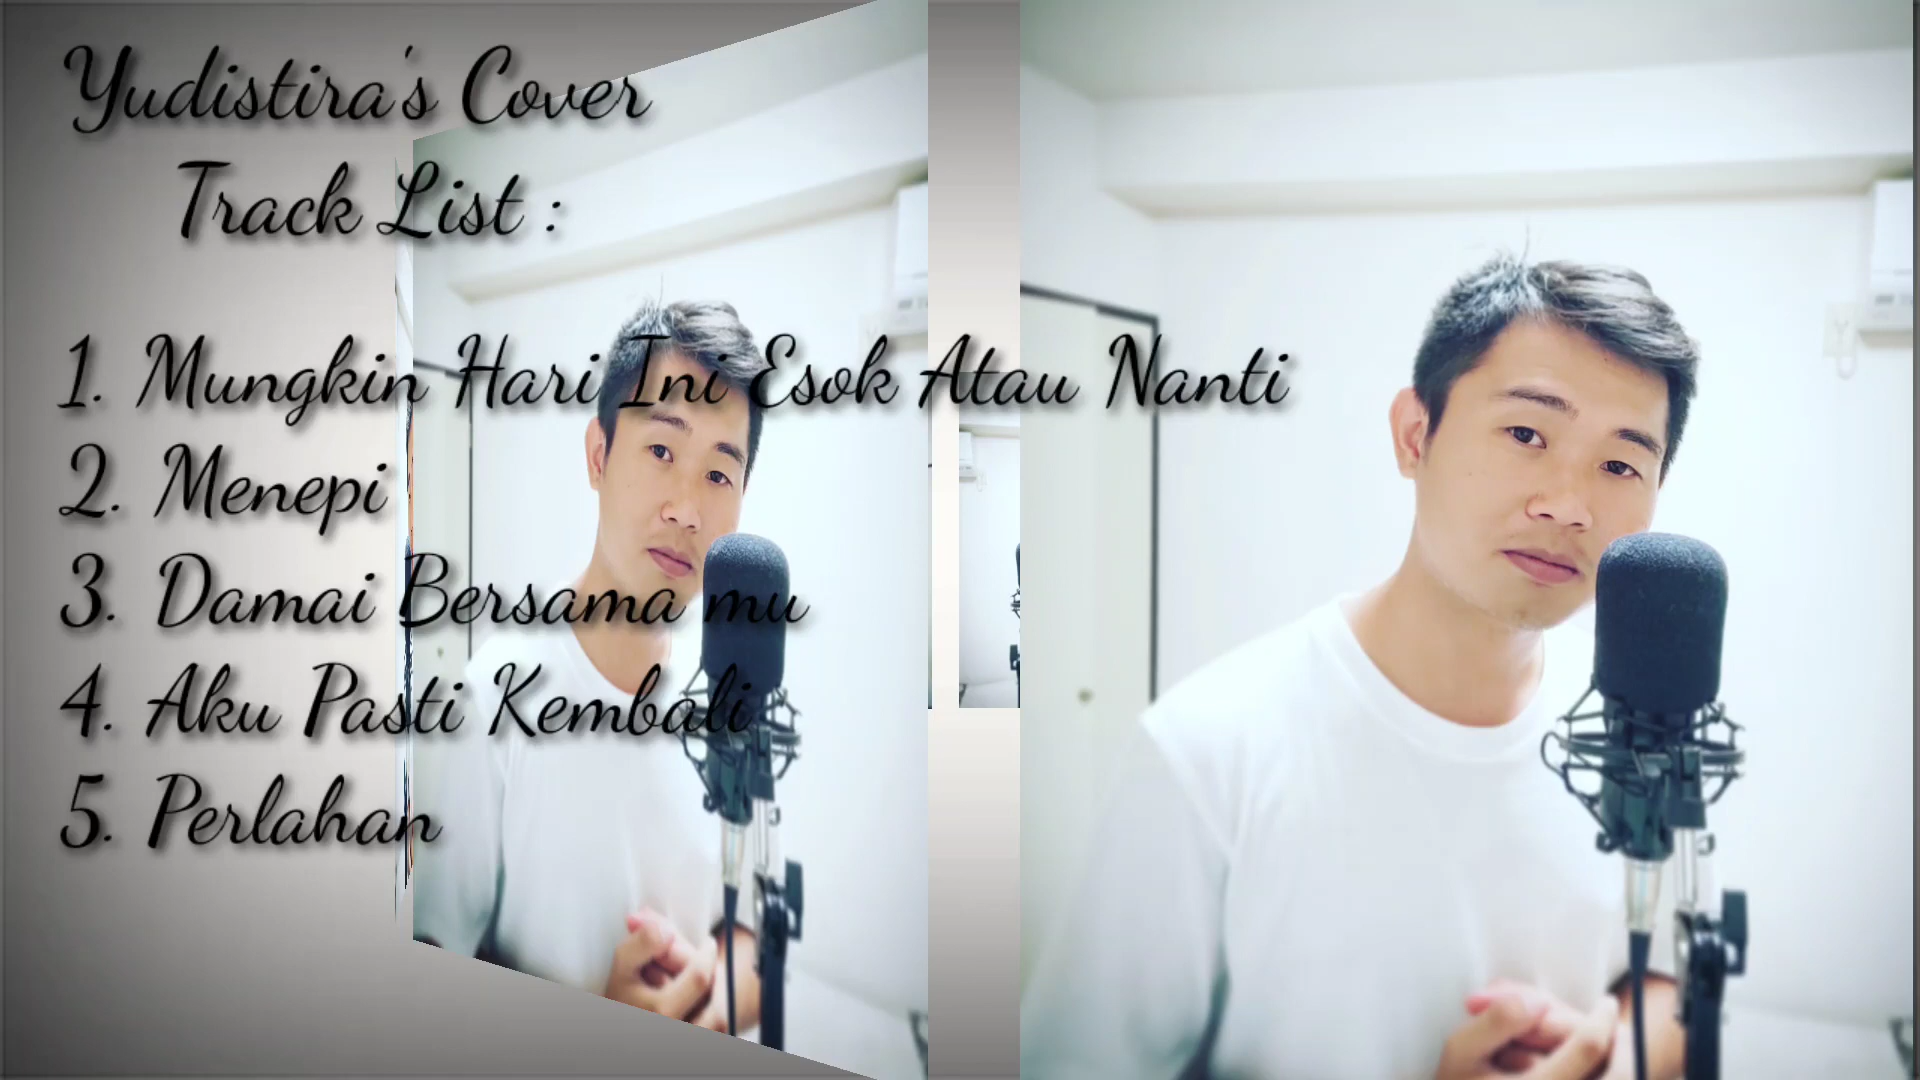 Yudistira's Cover
Track List :
1. Mungkin Hari Ini Esok Atau Nanti
2. Menepi
3. Damai Bersama mu
4. Aku Pasti Kembali
5. Perlahan